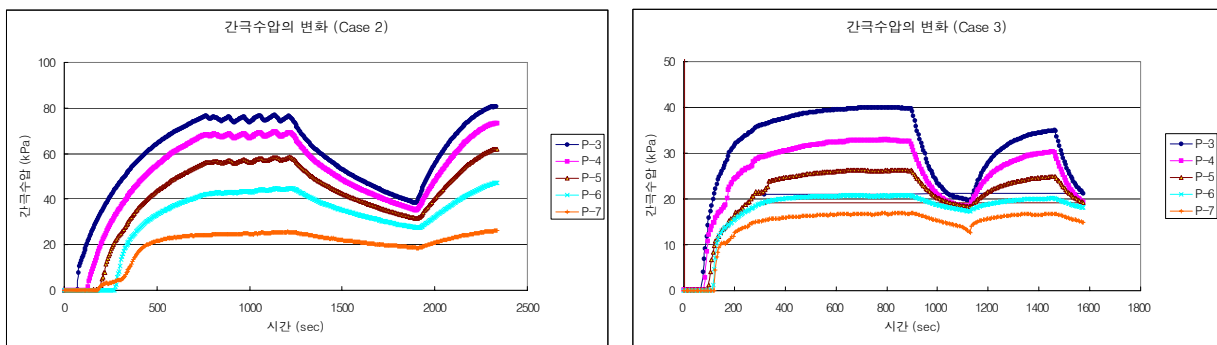 간극수압의 변화 (Case 2)
간극수압 (kPa)
100
80
60
40
20
0
0 500 1000 1500 2000 2500
시간 (sec)
P-3
P-4
P-5
P-6
P-7
간극수압의 변화 (Case 3)
간극수압 (kPa)
50
40
30
20
10
0
0 200 400 600 800 1000 1200 1400 1600 1800
시간 (sec)
P-3
P-4
P-5
P-6
P-7